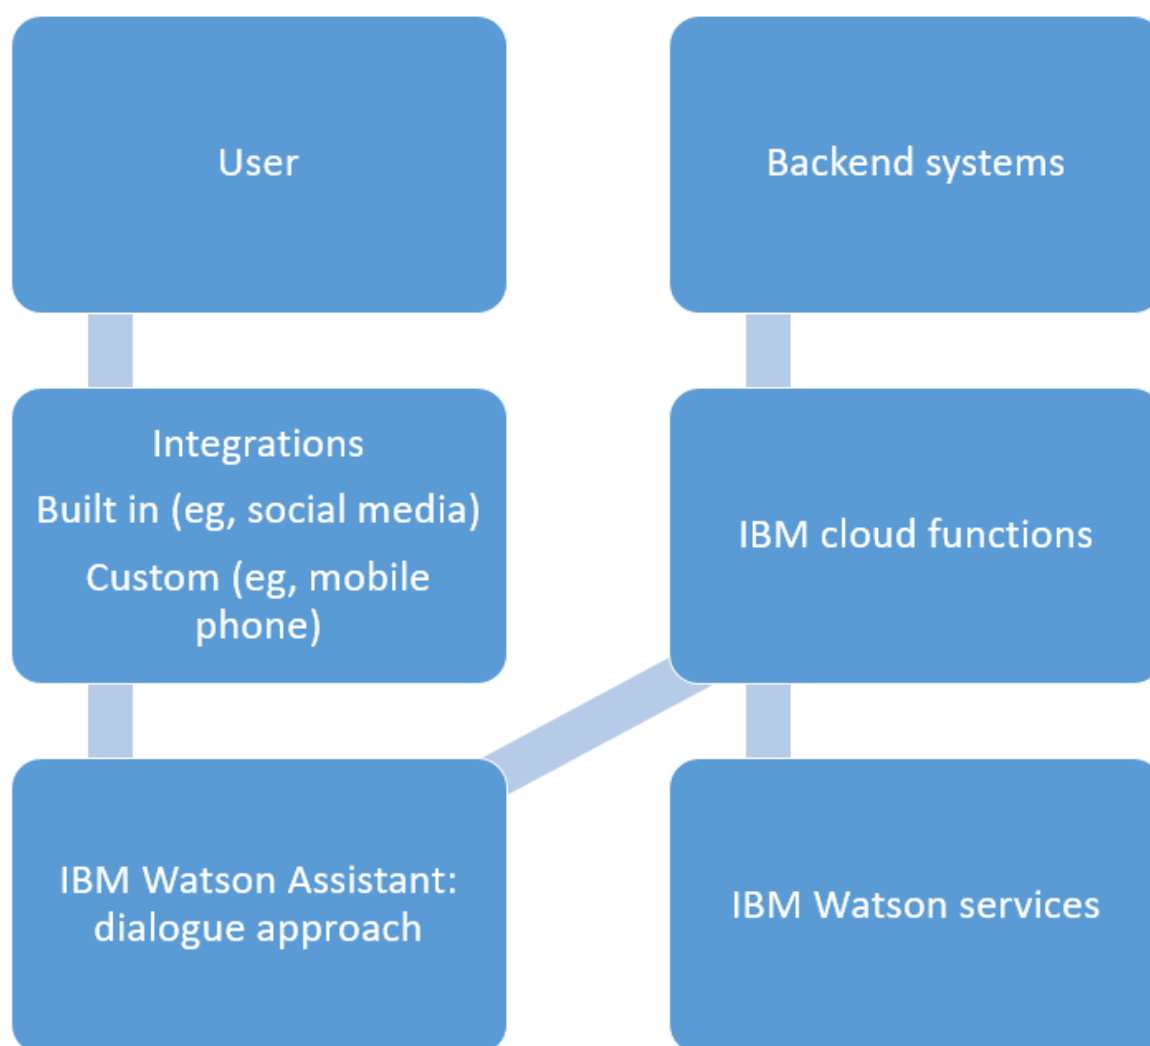 User
Integrations
Built in (eg, social media)
Custom (eg, mobile
phone)
IBM Watson Assistant:
dialogue approach
Backend systems
IBM cloud functions
IBM Watson services